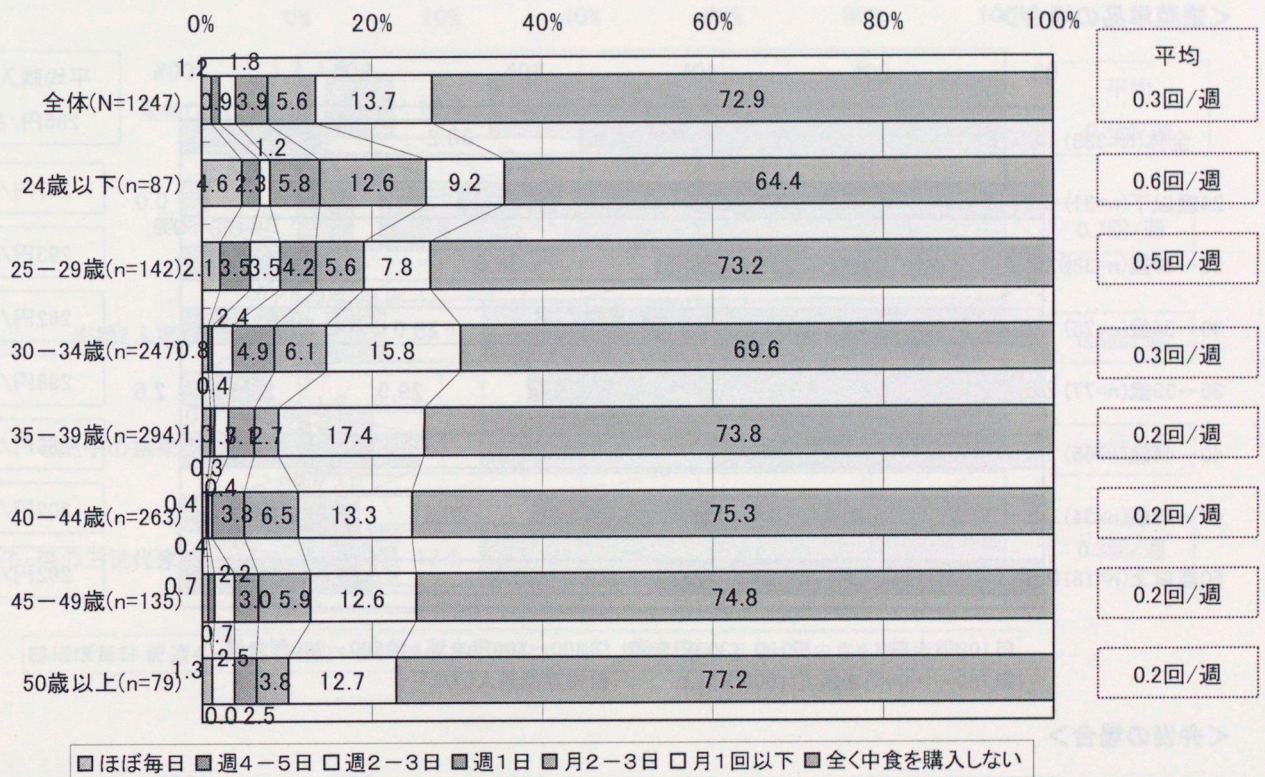 0% 20% 40% 60% 80% 100%
平均
1.8
全体(N=1247) 0.9 3.9 5.6 13.7 72.9 0.3回/週
1.2
24歳以下(n=87) 4.6 2.3 5.8 12.6 9.2 64.4 0.6回/週
25-29歳(n=142) 2.1 3.5 3.5 4.2 5.6 7.8 73.2 0.5回/週
2.4
30-34歳(n=247) 0.8 4.9 6.1 15.8 69.6 0.3回/週
0.4
35-39歳(n=294) 3.1 2.7 17.4 73.8 0.2回/週
0.3
0.4
40-44歳(n=263) 0.4 3.8 6.5 13.3 75.3 0.2回/週
0.4
2.2
45-49歳(n=135) 0.7 3.0 5.9 12.6 74.8 0.2回/週
0.7
2.5
50歳以上(n=79) 1.3 3.8 12.7 77.2 0.2回/週
0.0 2.5
ほぼ毎日 週4-5日 週2-3日 週1日 月2-3日 月1回以下 全く中食を購入しない